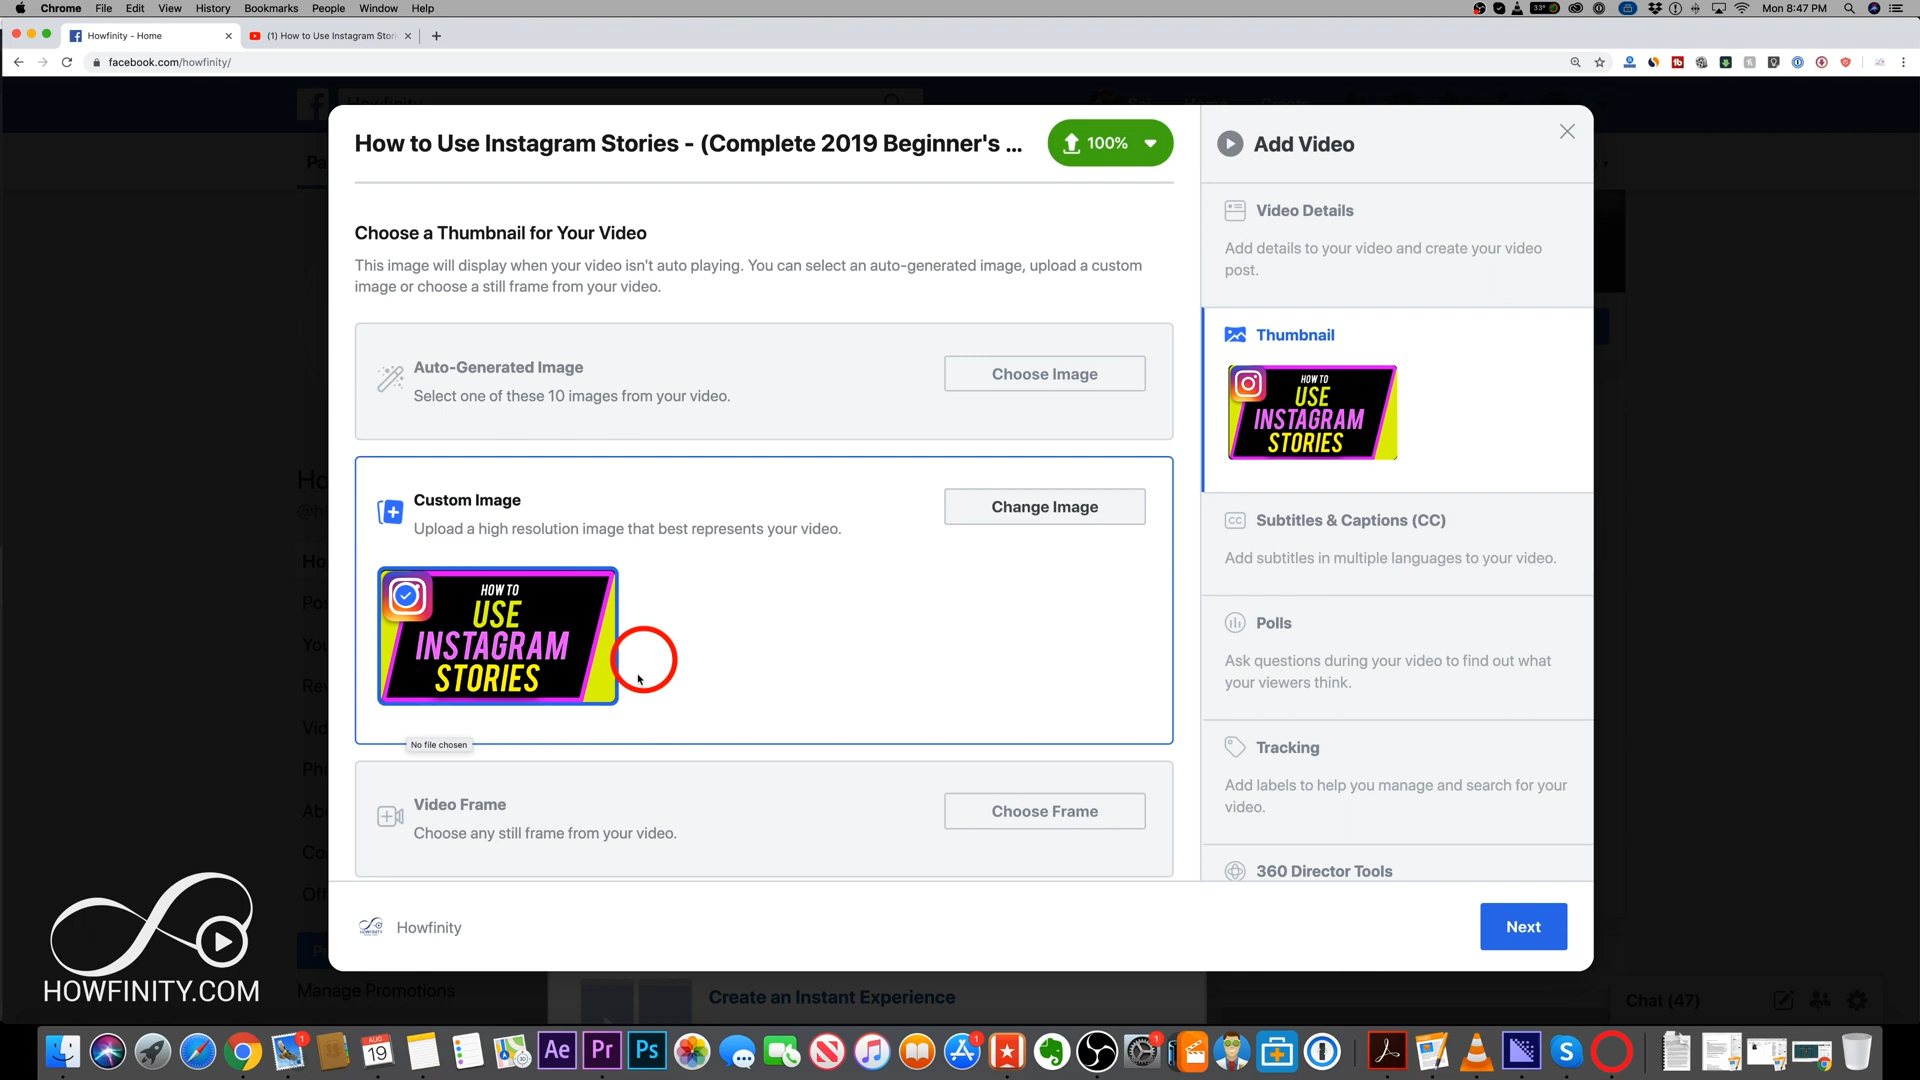 Chrome File Edit View History Bookmarks People Window Help
33° Mon 8:47 PM
Howfinity - Home
(1) How to Use Instagram Stori
facebook.com/howfinity/
How to Use Instagram Stories - (Complete 2019 Beginner's ...
100%
Choose a Thumbnail for Your Video
This image will display when your video isn't auto playing. You can select an auto-generated image, upload a custom
image or choose a still frame from your video.
Auto-Generated Image
Select one of these 10 images from your video.
Choose Image
Custom Image
Upload a high resolution image that best represents your video.
Change Image
HOW TO
USE
INSTAGRAM
STORIES
No file chosen
Video Frame
Choose any still frame from your video.
Choose Frame
Howfinity
Next
Add Video
Video Details
Add details to your video and create your video
post.
Thumbnail
HOW TO
USE
INSTAGRAM
STORIES
Subtitles & Captions (CC)
Add subtitles in multiple languages to your video.
Polls
Ask questions during your video to find out what
your viewers think.
Tracking
Add labels to help you manage and search for your
video.
360 Director Tools
HOWFINITY.COM
Manage Promotions
Create an Instant Experience
Chat (47)
AUG
19
Ae
Pr
Ps